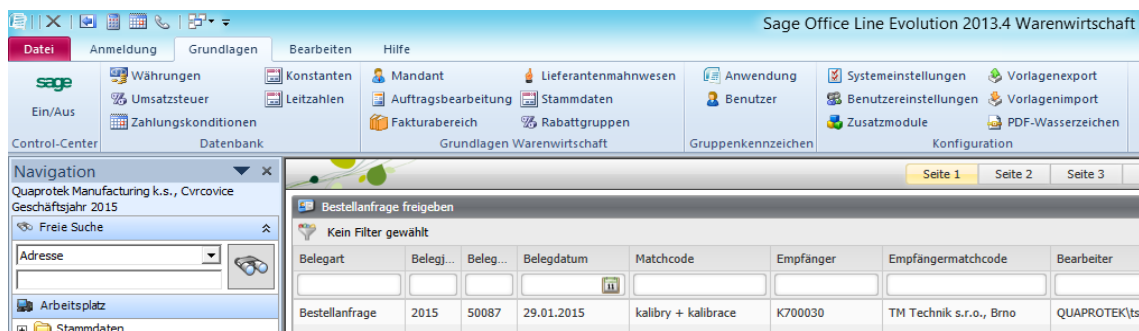 Sage Office Line Evolution 2013.4 Warenwirtschaft
Datei Anmeldung Grundlagen Bearbeiten Hilfe
sage Währungen Konstanten Mandant Lieferantenmahnwesen Anwendung Systemeinstellungen Vorlagenexport
Ein/Aus Umsatzsteuer Leitzahlen Auftragsbearbeitung Stammdaten Benutzer Benutzereinstellungen Vorlagenimport
Zahlungskonditionen Fakturabereich Rabattgruppen Zusatzmodule PDF-Wasserzeichen
Control-Center Datenbank Grundlagen Warenwirtschaft Gruppenkennzeichen Konfiguration
Navigation
Quaprotek Manufacturing k.s., Cvrcovice
Geschäftsjahr 2015
Freie Suche
Adresse
Arbeitsplatz
Stammdaten
Seite 1 Seite 2 Seite 3
Bestellanfrage freigeben
Kein Filter gewählt
Belegart Belegj... Beleg... Belegdatum Matchcode Empfänger Empfängermatchcode Bearbeiter
11
Bestellanfrage 2015 50087 29.01.2015 kalibry + kalibrace K700030 TM Technik s.r.o., Brno QUAPROTEK\ts